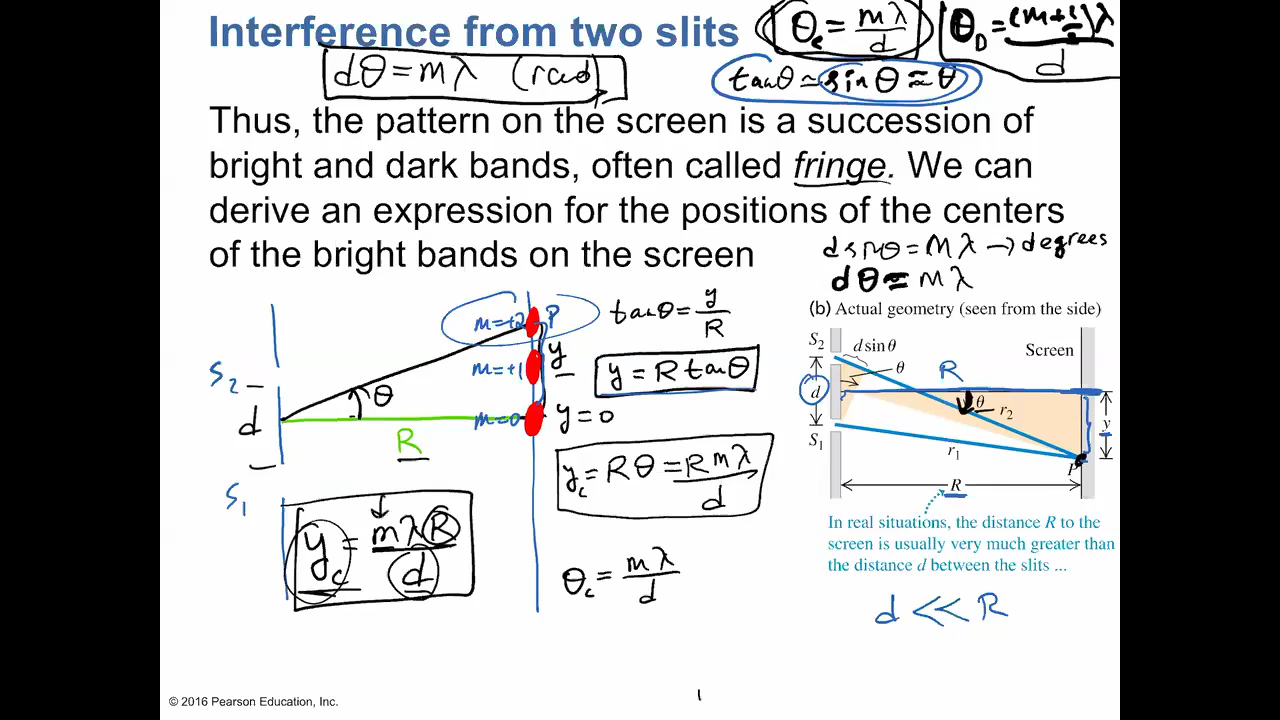 Interference from two slits
θc = mλ/d
θD = (m+1/2)λ/d
dθ = mλ (rad)
tanθ ≃ sinθ ≈ θ
Thus, the pattern on the screen is a succession of
bright and dark bands, often called fringe. We can
derive an expression for the positions of the centers
of the bright bands on the screen
dsinθ = mλ → degrees
dθ ≈ mλ
S2
d
S1
θ
R
m=+2
P
m=+1
y
m=0
y=0
tanθ = y/R
y = R tanθ
yc = Rθ = Rmλ/d
yc = mλR/d
θc = mλ/d
(b) Actual geometry (seen from the side)
S2
d sin θ
Screen
θ
R
d
θ
r2
y
S1
r1
P
R
In real situations, the distance R to the
screen is usually very much greater than
the distance d between the slits ...
d << R
© 2016 Pearson Education, Inc.
1